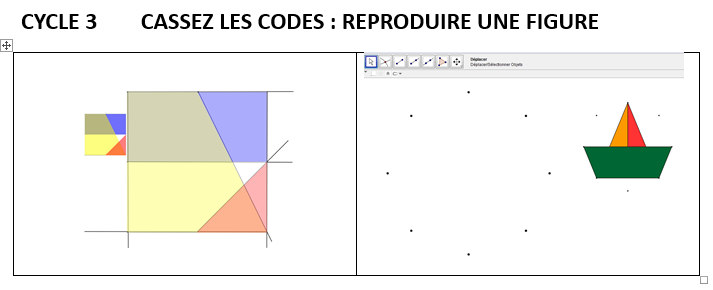 CYCLE 3 CASSEZ LES CODES : REPRODUIRE UNE FIGURE
Déplacer
Déplacer/Sélectionner Objets